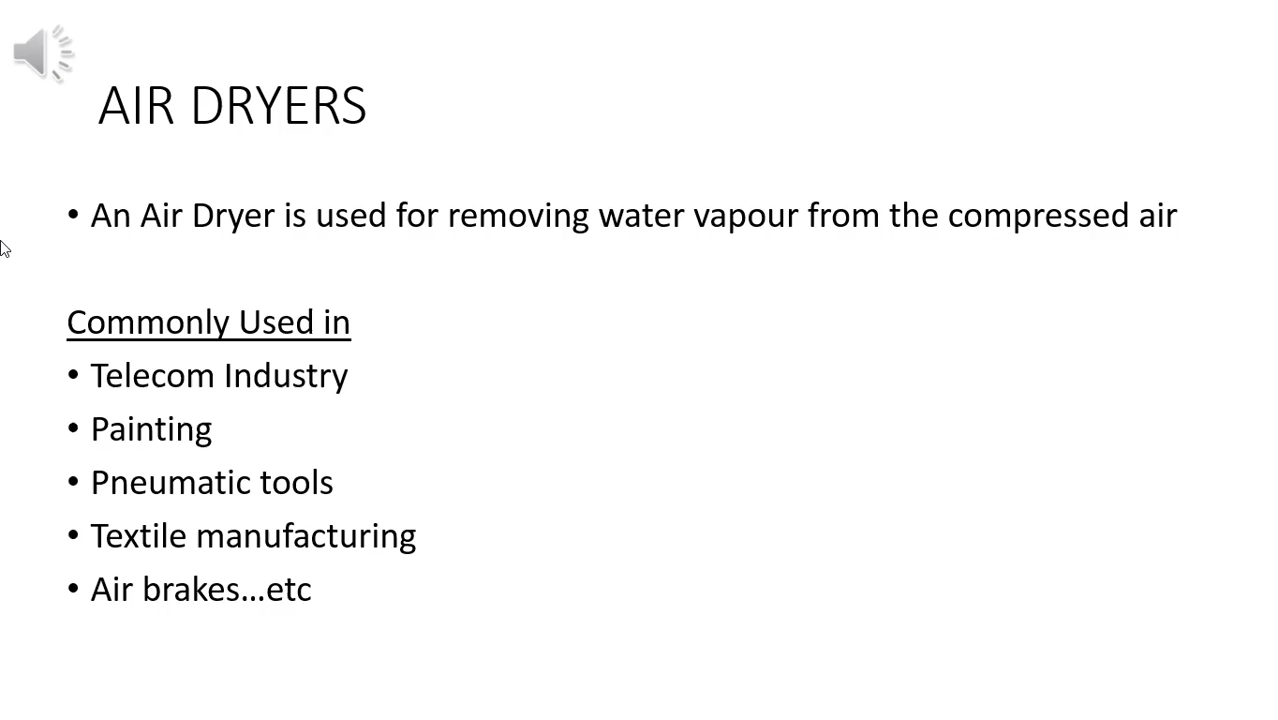 AIR DRYERS
• An Air Dryer is used for removing water vapour from the compressed air
Commonly Used in
• Telecom Industry
• Painting
• Pneumatic tools
• Textile manufacturing
• Air brakes...etc